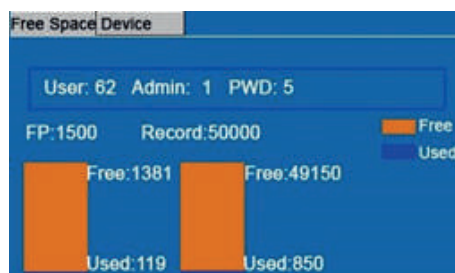 Free Space Device
User: 62 Admin: 1 PWD: 5
FP:1500 Record:50000
Free
Used
Free:1381 Free:49150
Used:119 Used:850